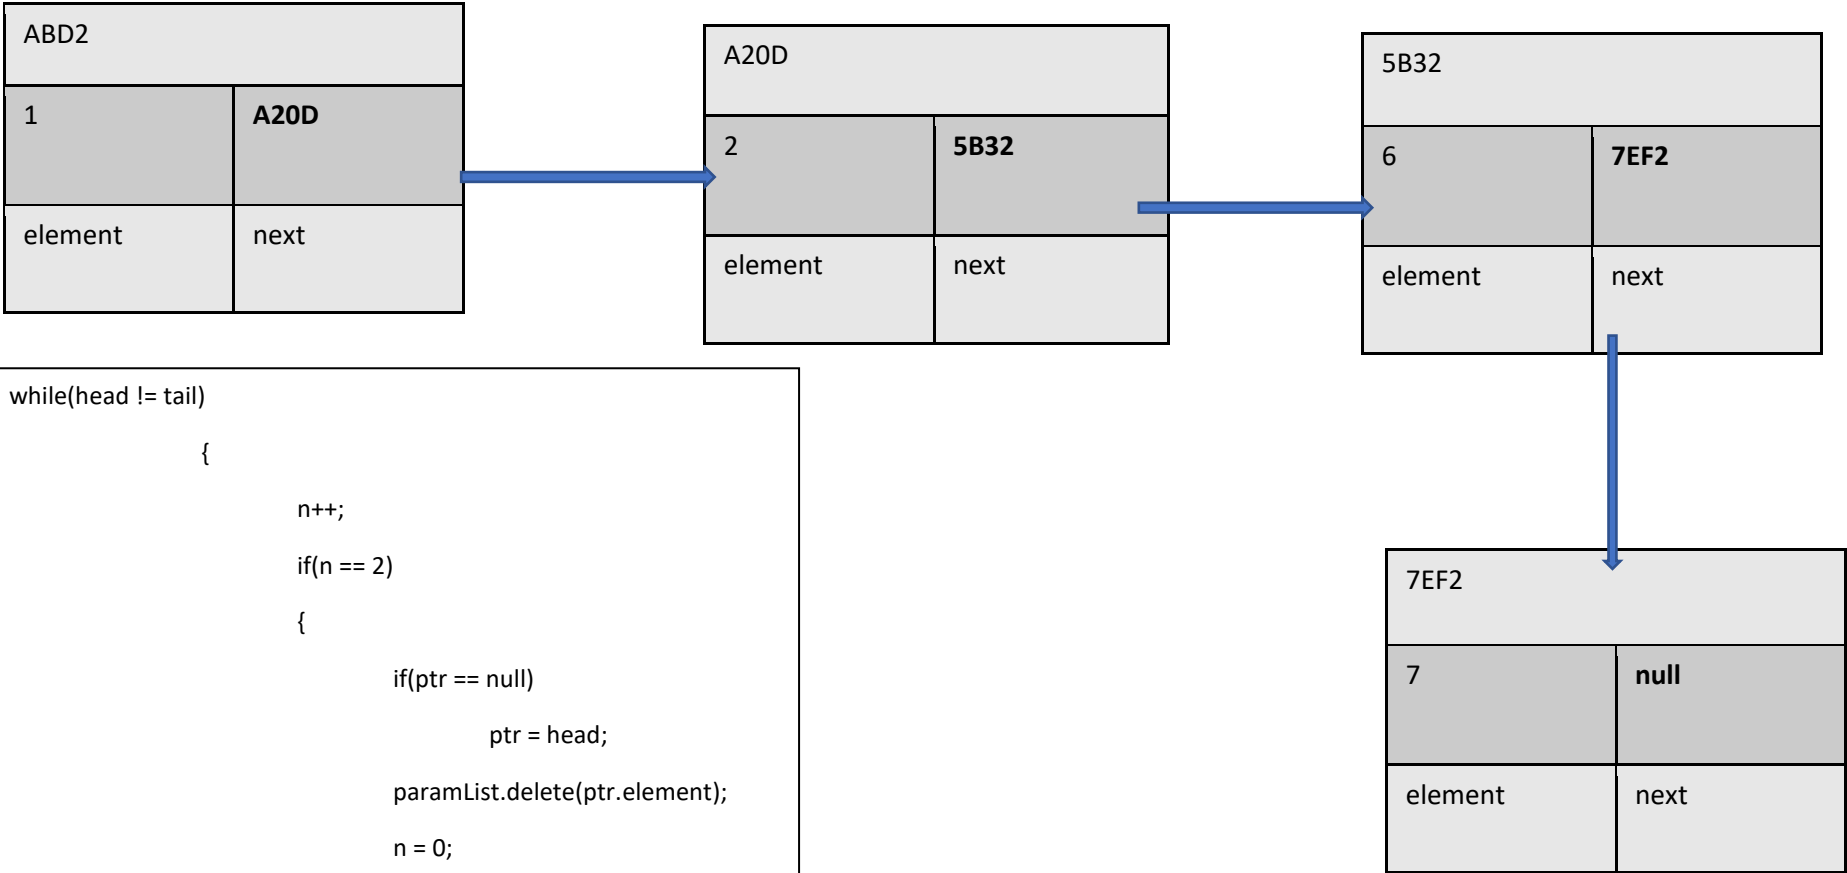 ABD2
1 A20D
element next
A20D
2 5B32
element next
5B32
6 7EF2
element next
while(head != tail)
{
n++;
if(n == 2)
{
if(ptr == null)
ptr = head;
paramList.delete(ptr.element);
n = 0;
7EF2
7 null
element next